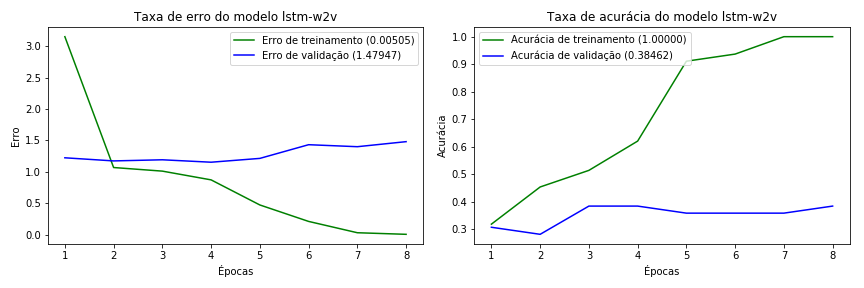 Taxa de erro do modelo lstm-w2v
Erro de treinamento (0.00505)
Erro de validação (1.47947)
3.0
2.5
2.0
1.5
1.0
0.5
0.0
Erro
1 2 3 4 5 6 7 8
Épocas
Taxa de acurácia do modelo lstm-w2v
Acurácia de treinamento (1.00000)
Acurácia de validação (0.38462)
1.0
0.9
0.8
0.7
0.6
0.5
0.4
0.3
Acurácia
1 2 3 4 5 6 7 8
Épocas